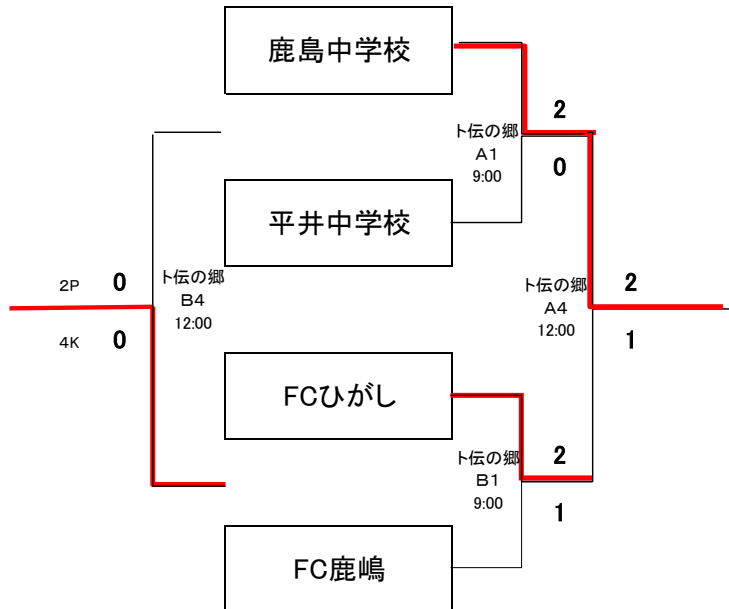 鹿島中学校
2
ト伝の郷
A1
9:00
0
平井中学校
2P 0
ト伝の郷
B4
12:00
4K 0
ト伝の郷
A4
12:00
2
1
FCひがし
2
ト伝の郷
B1
9:00
1
FC鹿嶋